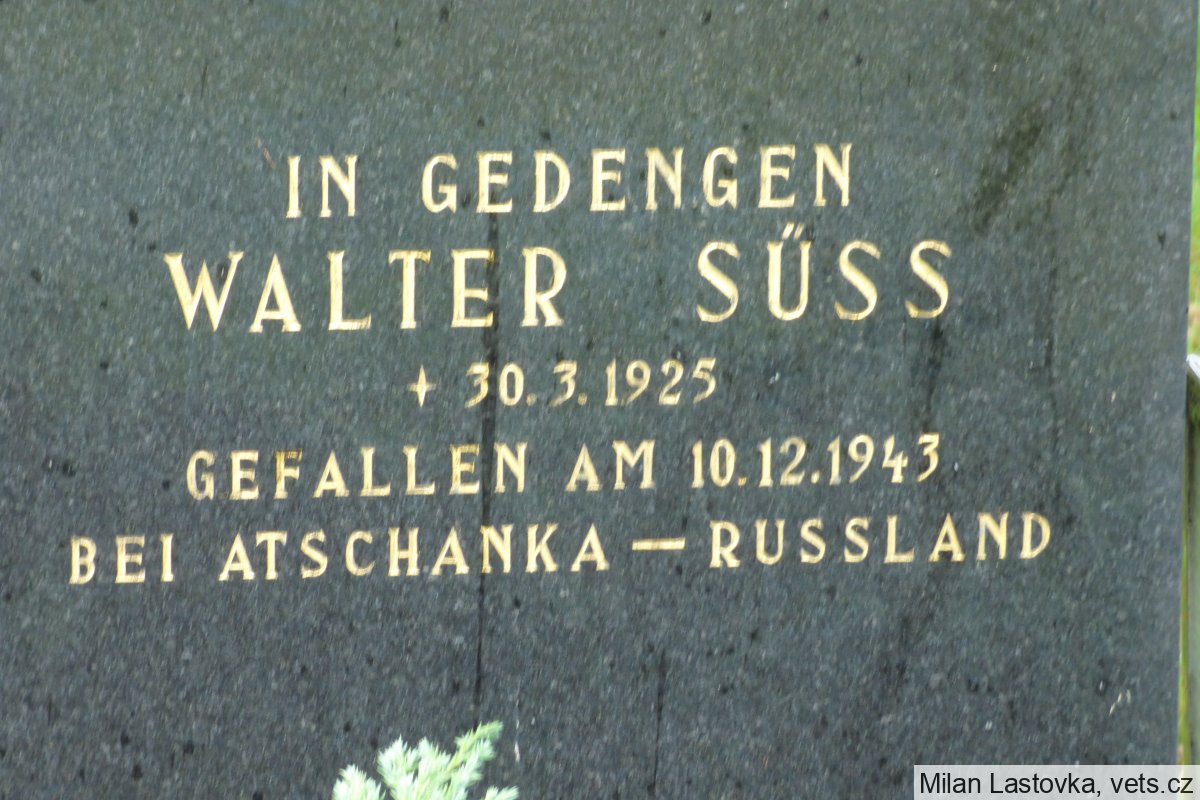 IN GEDENGEN
WALTER SŰSS
+ 30.3.1925
GEFALLEN AM 10.12.1943
BEI ATSCHANKA – RUSSLAND
Milan Lastovka, vets.cz